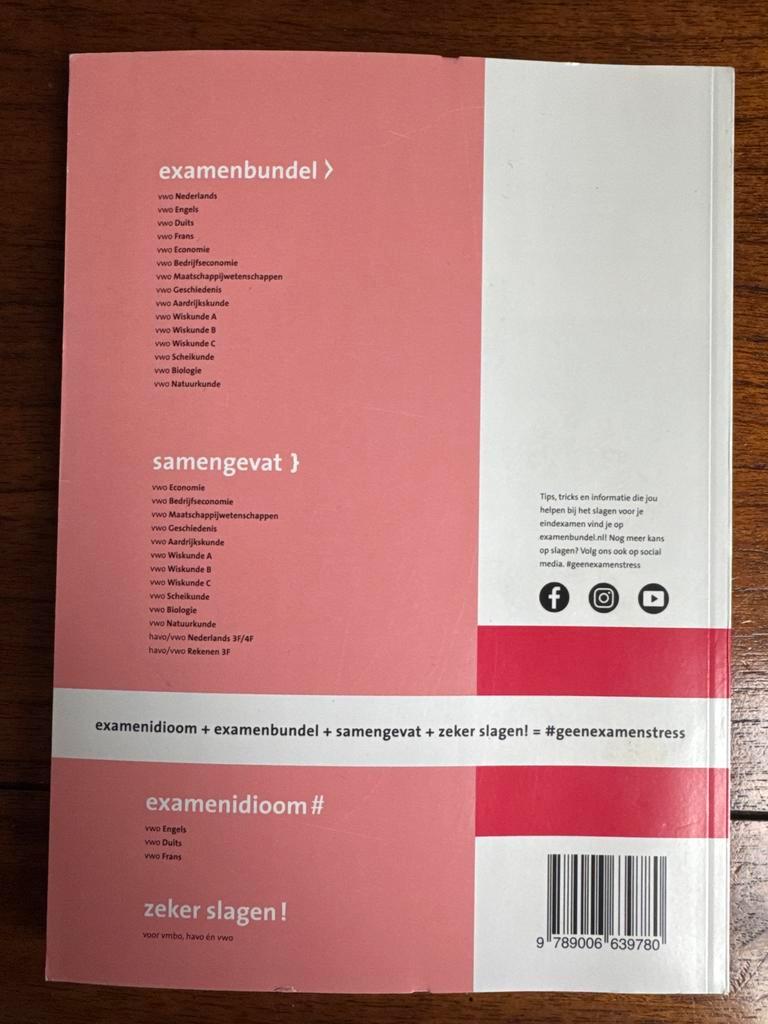 examenbundel >
vwo Nederlands
vwo Engels
vwo Duits
vwo Frans
vwo Economie
vwo Bedrijfseconomie
vwo Maatschappijwetenschappen
vwo Geschiedenis
vwo Aardrijkskunde
vwo Wiskunde A
vwo Wiskunde B
vwo Wiskunde C
vwo Scheikunde
vwo Biologie
vwo Natuurkunde
samengevat }
vwo Economie
vwo Bedrijfseconomie
vwo Maatschappijwetenschappen
vwo Geschiedenis
vwo Aardrijkskunde
vwo Wiskunde A
vwo Wiskunde B
vwo Wiskunde C
vwo Scheikunde
vwo Biologie
vwo Natuurkunde
havo/vwo Nederlands 3F/4F
havo/vwo Rekenen 3F
Tips, tricks en informatie die jou
helpen bij het slagen voor je
eindexamen vind je op
examenbundel.nl! Nog meer kans
op slagen? Volg ons ook op social
media. #geenexamenstress
examenidioom + examenbundel + samengevat + zeker slagen! = #geenexamenstress
examenidioom #
vwo Engels
vwo Duits
vwo Frans
zeker slagen !
voor vmbo, havo én vwo
9 789006 639780